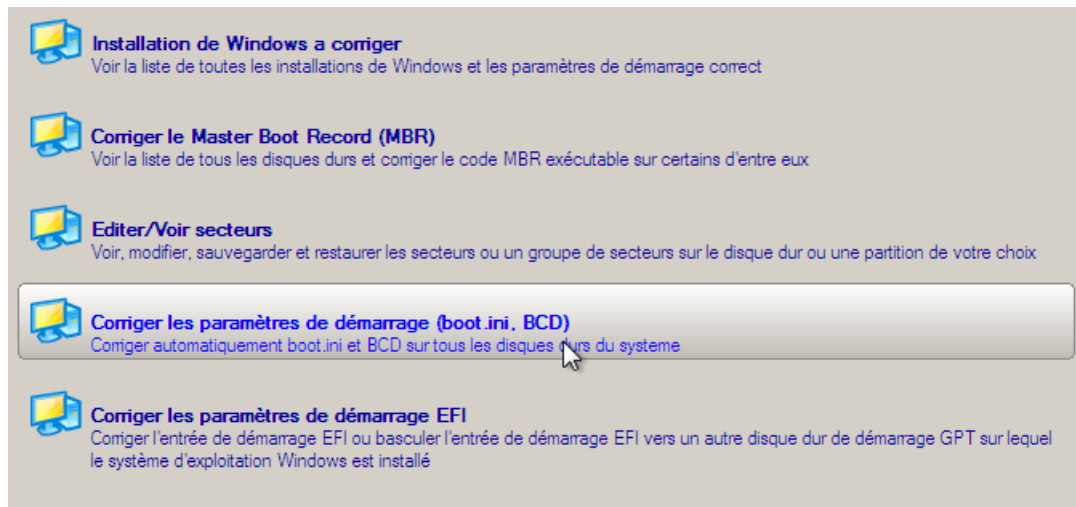 Installation de Windows a corriger
Voir la liste de toutes les installations de Windows et les paramètres de démarrage correct
Corriger le Master Boot Record (MBR)
Voir la liste de tous les disques durs et corriger le code MBR exécutable sur certains d'entre eux
Editer/Voir secteurs
Voir, modifier, sauvegarder et restaurer les secteurs ou un groupe de secteurs sur le disque dur ou une partition de votre choix
Corriger les paramètres de démarrage (boot.ini, BCD)
Corriger automatiquement boot.ini et BCD sur tous les disques durs du systeme
Corriger les paramètres de démarrage EFI
Corriger l'entrée de démarrage EFI ou basculer l'entrée de démarrage EFI vers un autre disque dur de démarrage GPT sur lequel
le système d'exploitation Windows est installé